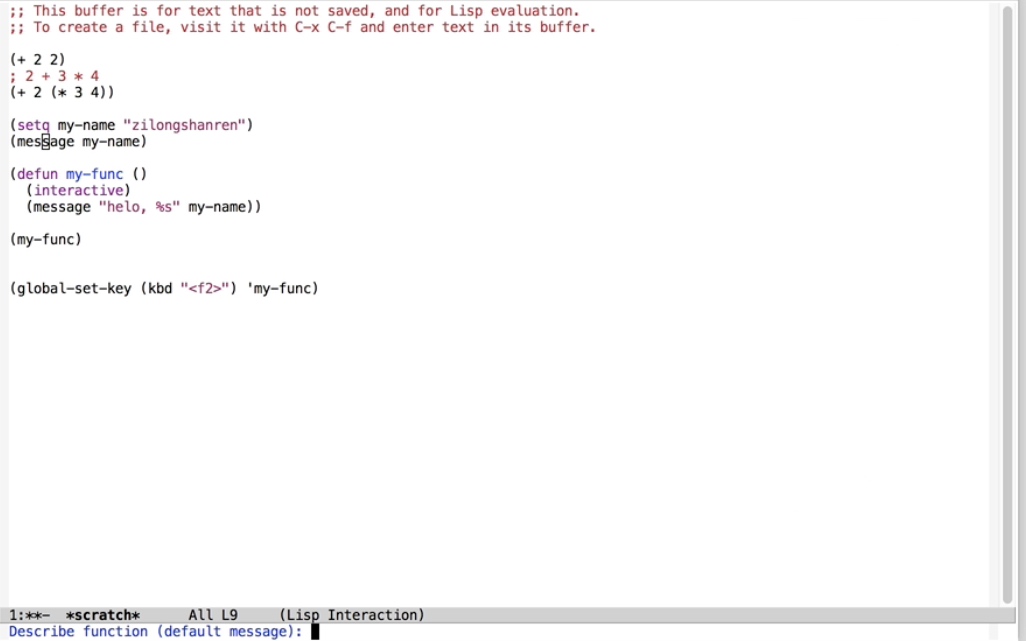 ;; This buffer is for text that is not saved, and for Lisp evaluation.
;; To create a file, visit it with C-x C-f and enter text in its buffer.
(+ 2 2)
; 2 + 3 * 4
(+ 2 (* 3 4))
(setq my-name "zilongshanren")
(message my-name)
(defun my-func ()
  (interactive)
  (message "helo, %s" my-name))
(my-func)
(global-set-key (kbd "<f2>") 'my-func)
1:**-  *scratch*      All L9     (Lisp Interaction)
Describe function (default message):